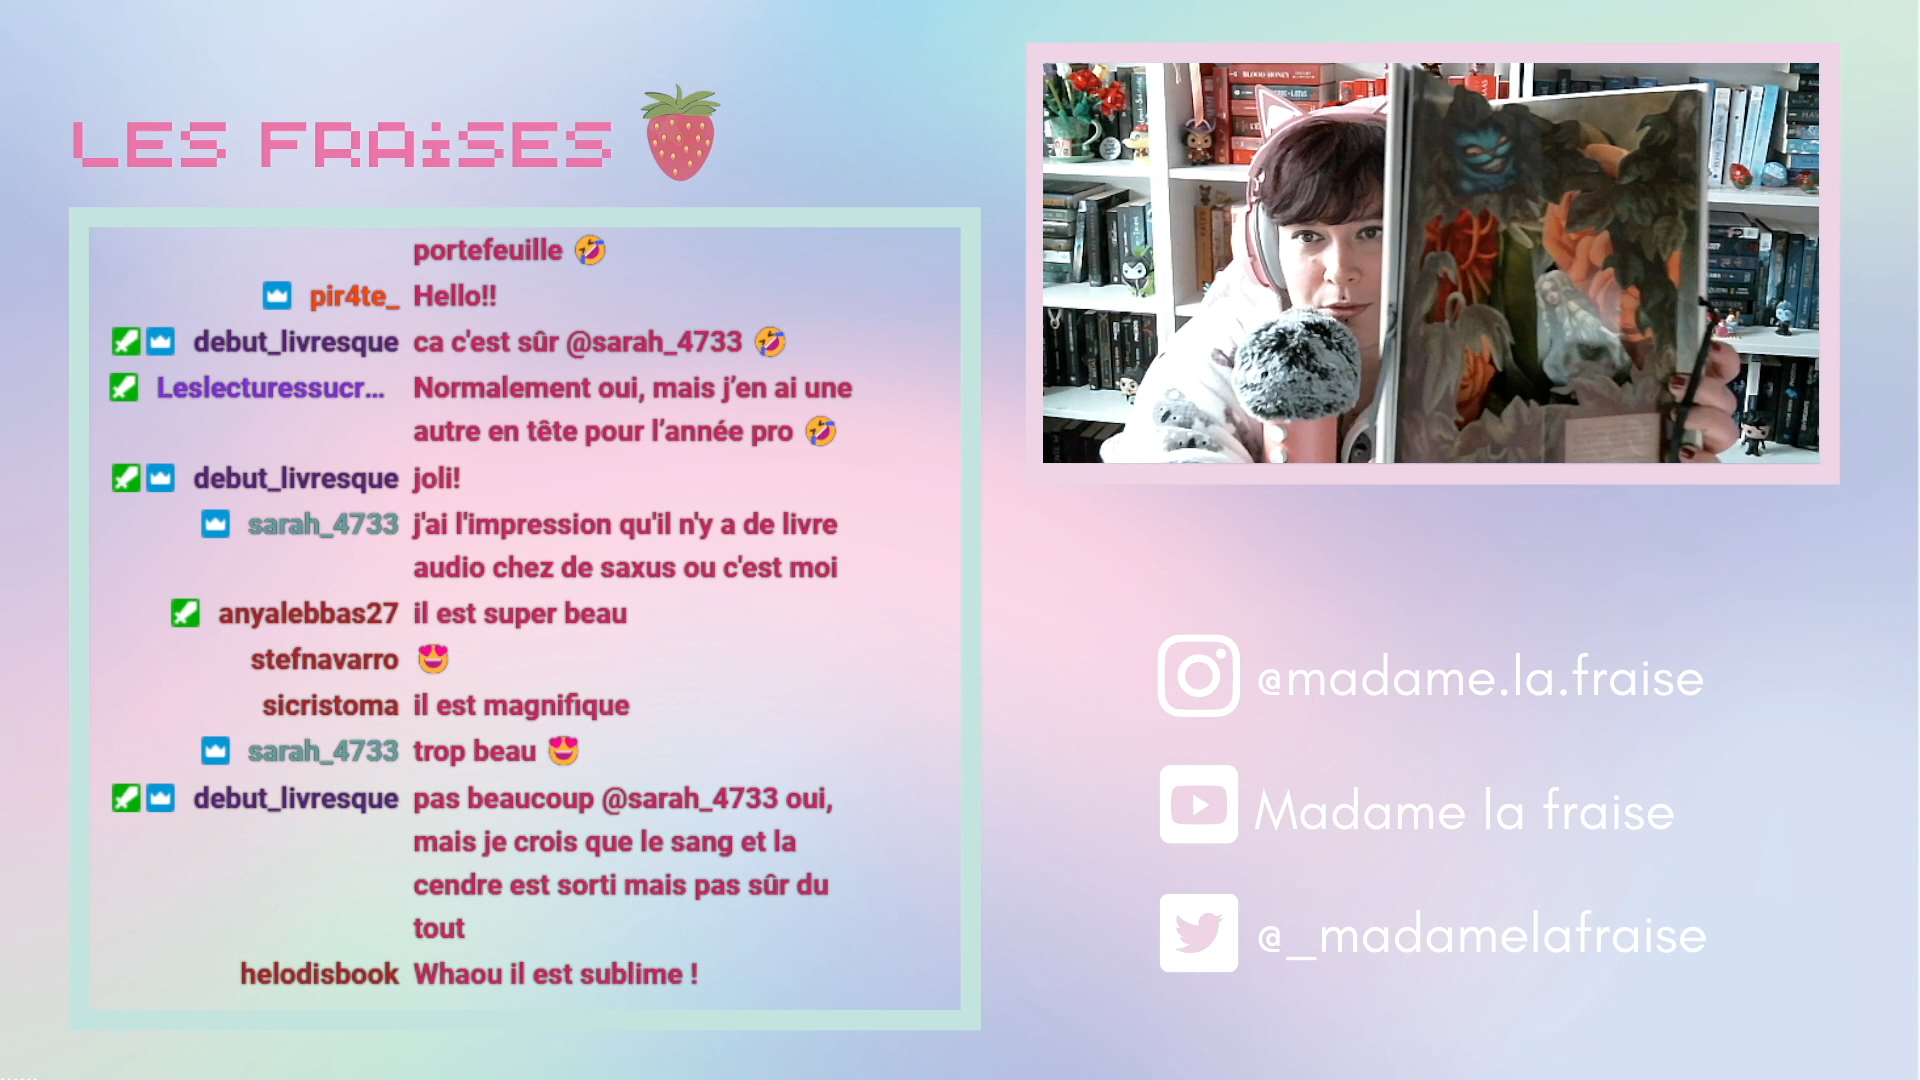 LES FRAiSES
portefeuille 🤣
pir4te_ Hello!!
debut_livresque ca c'est sûr @sarah_4733 🤣
Leslecturessucr... Normalement oui, mais j’en ai une
autre en tête pour l’année pro 🤣
debut_livresque joli!
sarah_4733 j'ai l'impression qu'il n'y a de livre
audio chez de saxus ou c'est moi
anyalebbas27 il est super beau
stefnavarro 😍
sicristoma il est magnifique
sarah_4733 trop beau 😍
debut_livresque pas beaucoup @sarah_4733 oui,
mais je crois que le sang et la
cendre est sorti mais pas sûr du
tout
helodisbook Whaou il est sublime !
BLOOD HONEY
@madame.la.fraise
Madame la fraise
@_madamelafraise